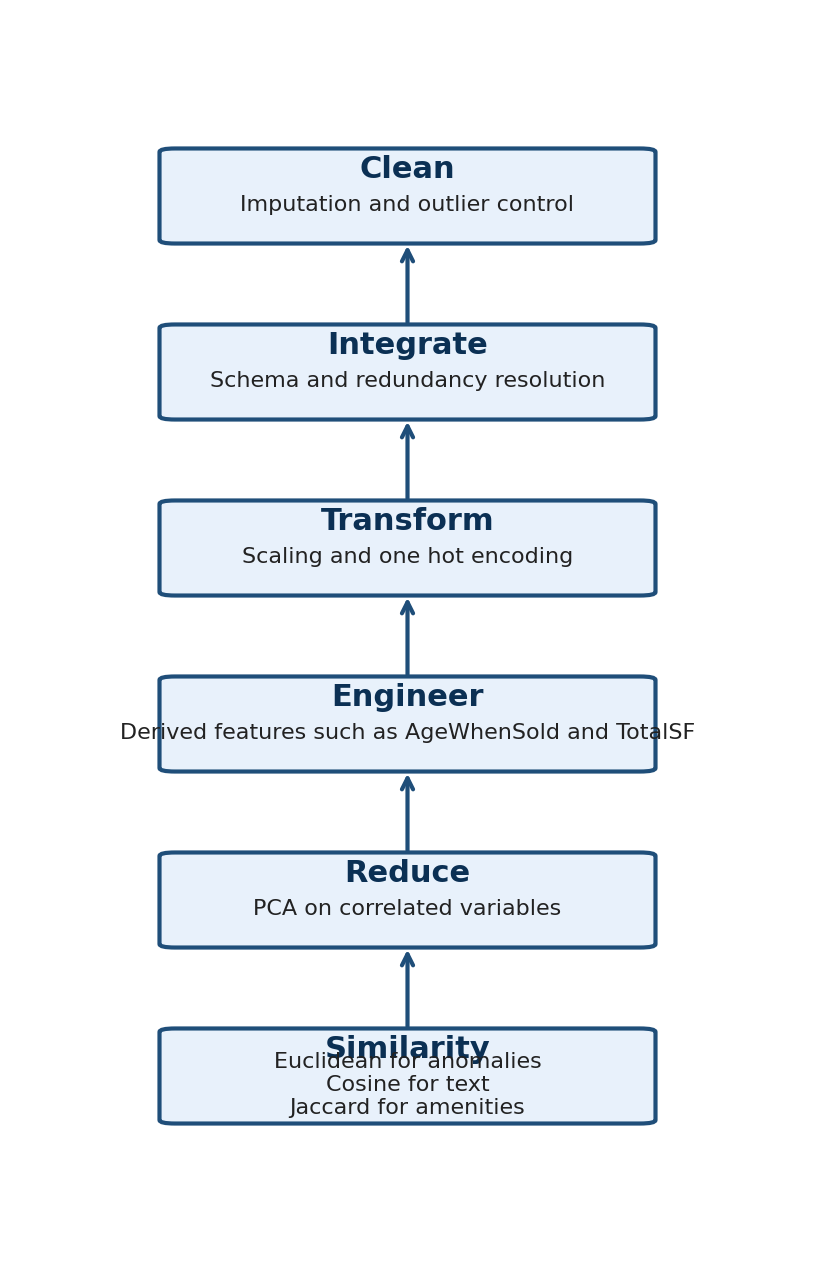 Clean
Imputation and outlier control
Integrate
Schema and redundancy resolution
Transform
Scaling and one hot encoding
Engineer
Derived features such as AgeWhenSold and TotalSF
Reduce
PCA on correlated variables
Similarity
Euclidean for anomalies
Cosine for text
Jaccard for amenities